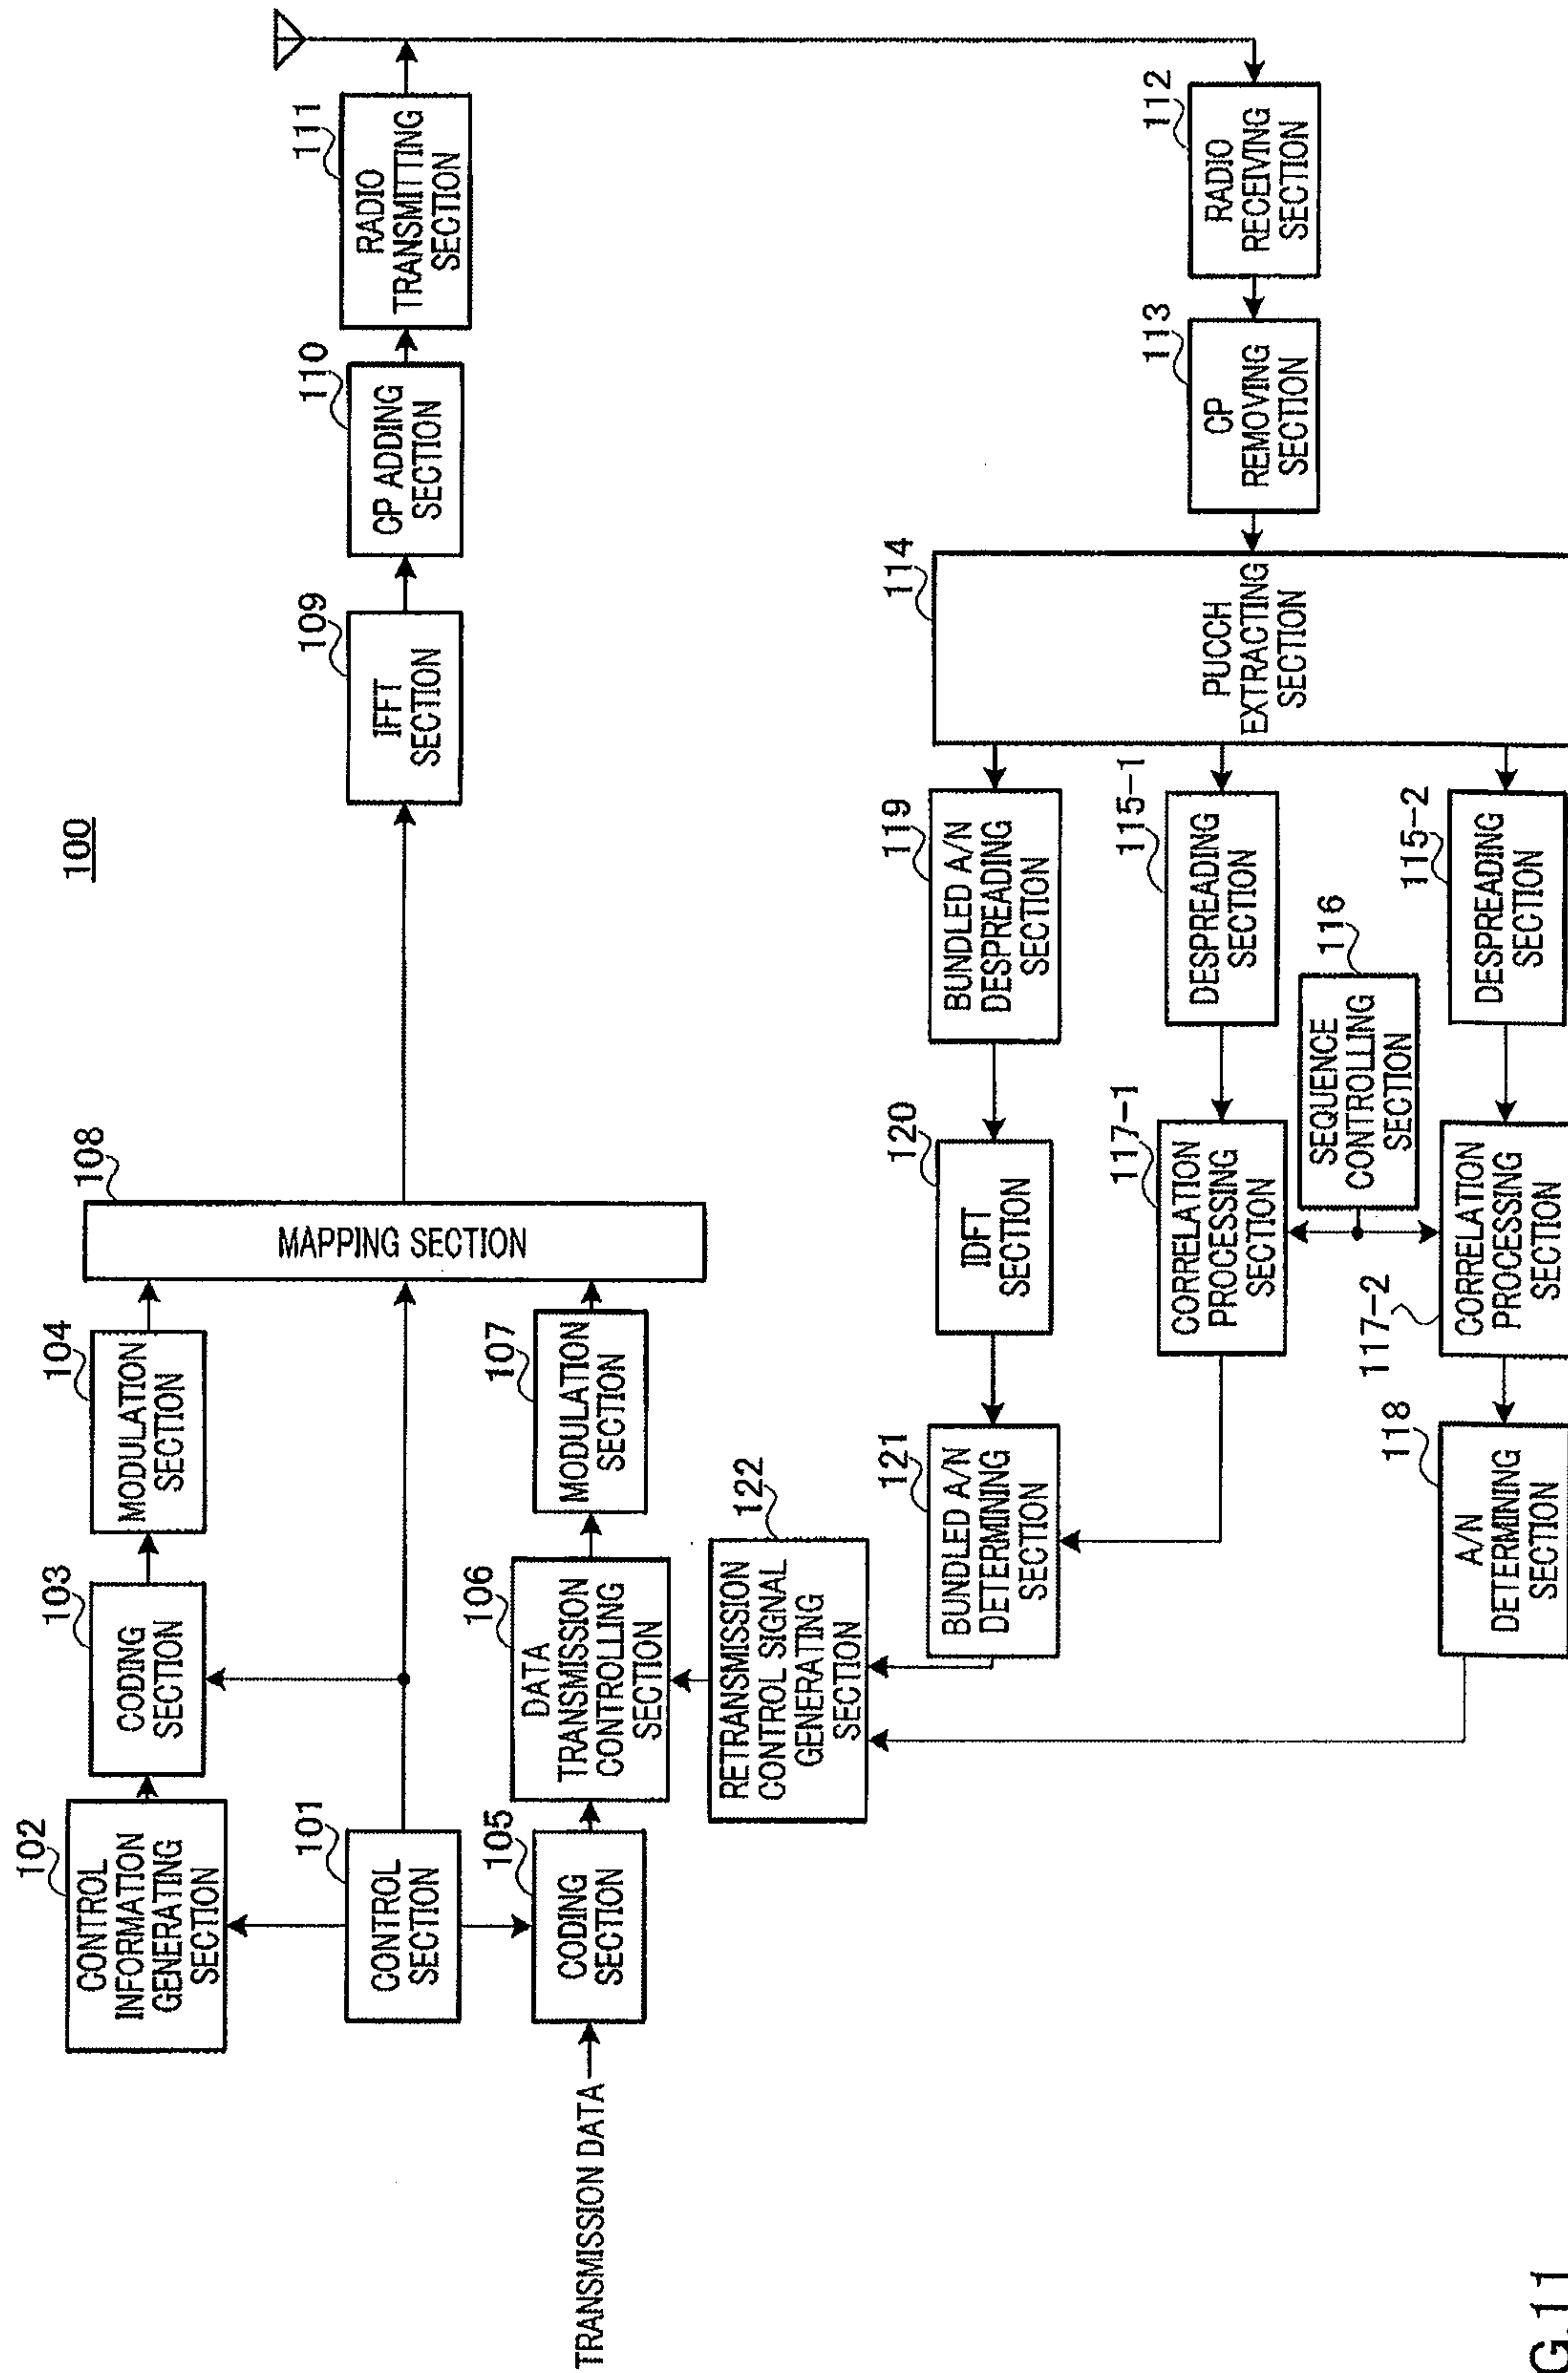 100
102
CONTROL
INFORMATION
GENERATING
SECTION
103
CODING
SECTION
104
MODULATION
SECTION
108
MAPPING SECTION
101
CONTROL
SECTION
109
IFFT
SECTION
110
CP ADDING
SECTION
111
RADIO
TRANSMITTING
SECTION
TRANSMISSION DATA
105
CODING
SECTION
106
DATA
TRANSMISSION
CONTROLLING
SECTION
107
MODULATION
SECTION
122
RETRANSMISSION
CONTROL SIGNAL
GENERATING
SECTION
121
BUNDLED A/N
DETERMINING
SECTION
120
IDFT
SECTION
119
BUNDLED A/N
DESPREADING
SECTION
114
PUCCH
EXTRACTING
SECTION
113
CP
REMOVING
SECTION
112
RADIO
RECEIVING
SECTION
117-1
CORRELATION
PROCESSING
SECTION
115-1
DESPREADING
SECTION
116
SEQUENCE
CONTROLLING
SECTION
118
A/N
DETERMINING
SECTION
117-2
CORRELATION
PROCESSING
SECTION
115-2
DESPREADING
SECTION
G.11